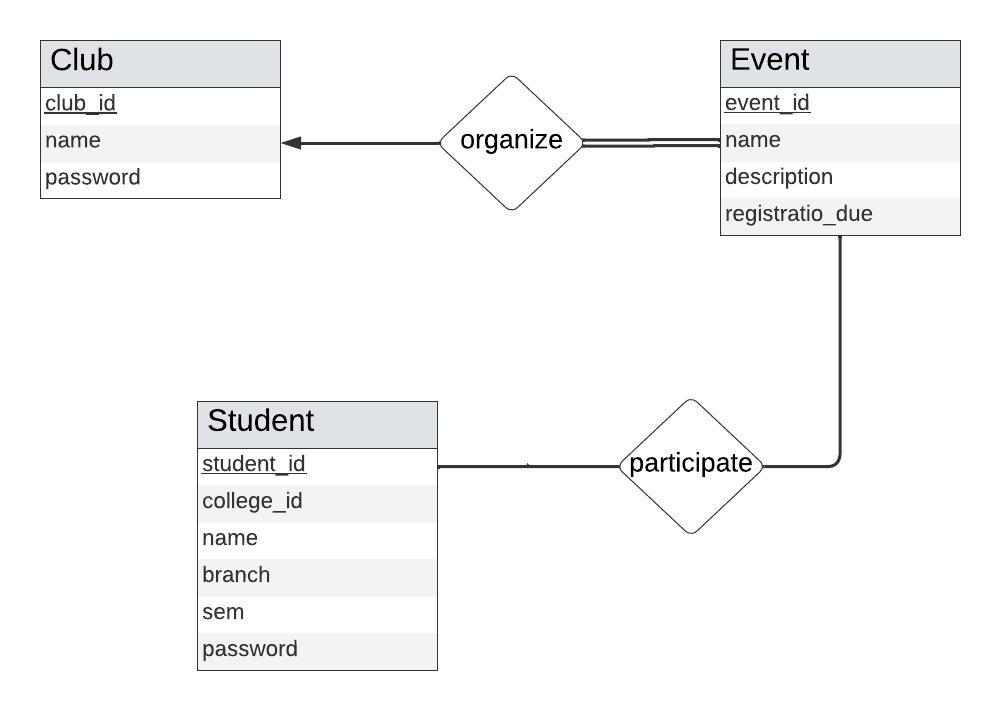 Club
club_id
name
password
organize
Event
event_id
name
description
registratio_due
Student
student_id
college_id
name
branch
sem
password
participate